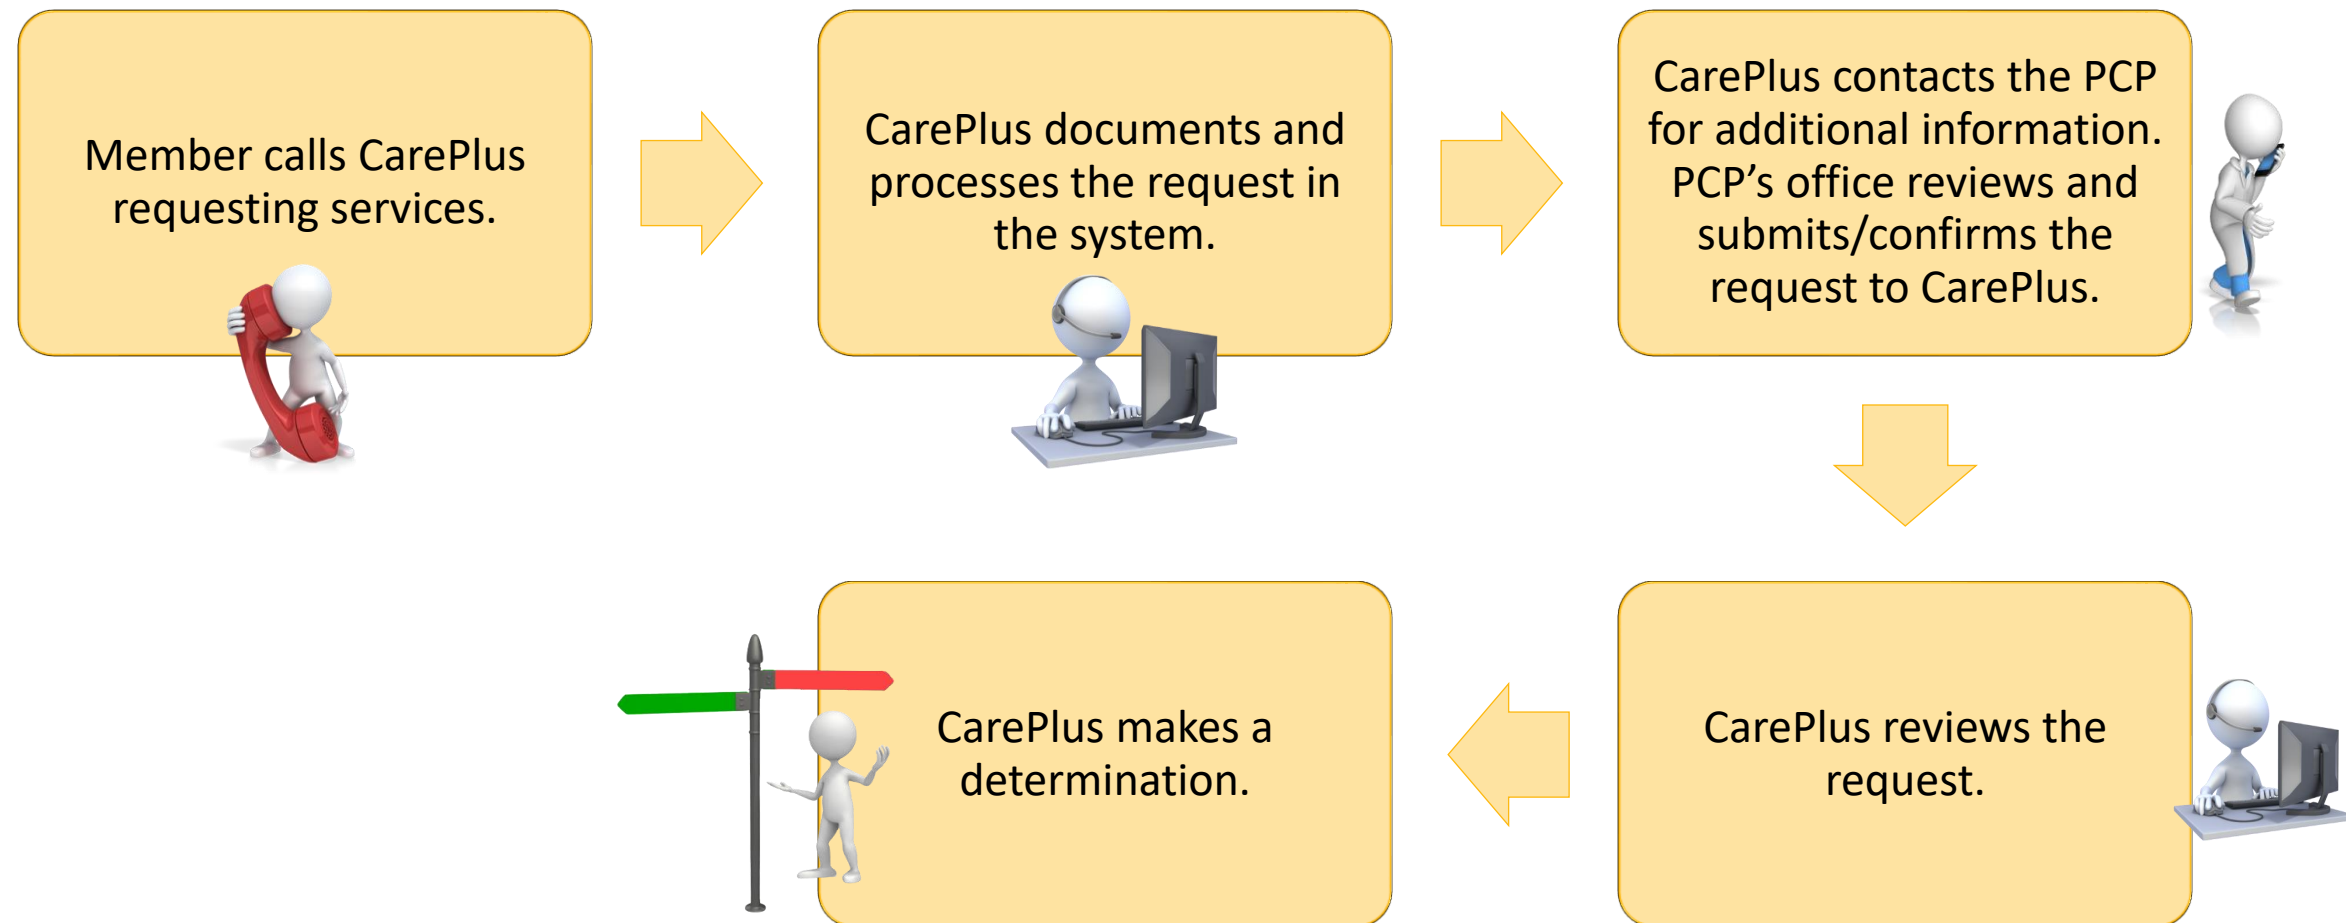 Member calls CarePlus
requesting services.
CarePlus documents and
processes the request in
the system.
CarePlus contacts the PCP
for additional information.
PCP’s office reviews and
submits/confirms the
request to CarePlus.
CarePlus reviews the
request.
CarePlus makes a
determination.